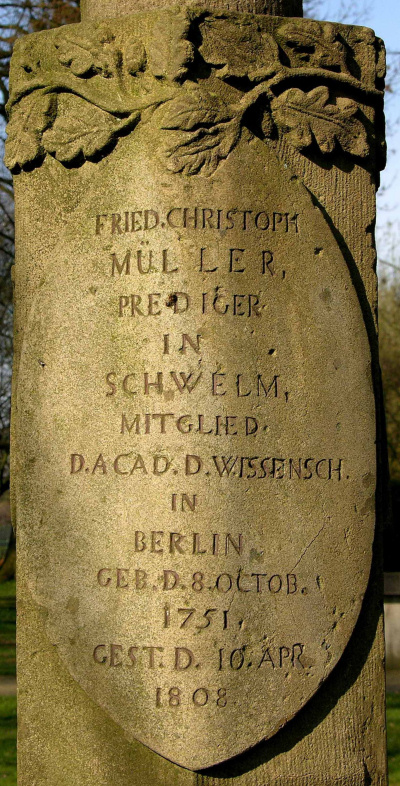 FRIED.CHRISTOPH
MÜLLER,
PREDIGER
IN
SCHWELM,
MITGLIED.
D.ACAD.D.WISSENSCH.
IN
BERLIN
GEB.D.8.OCTOB.
1751.
GEST.D.10.APR.
1808.